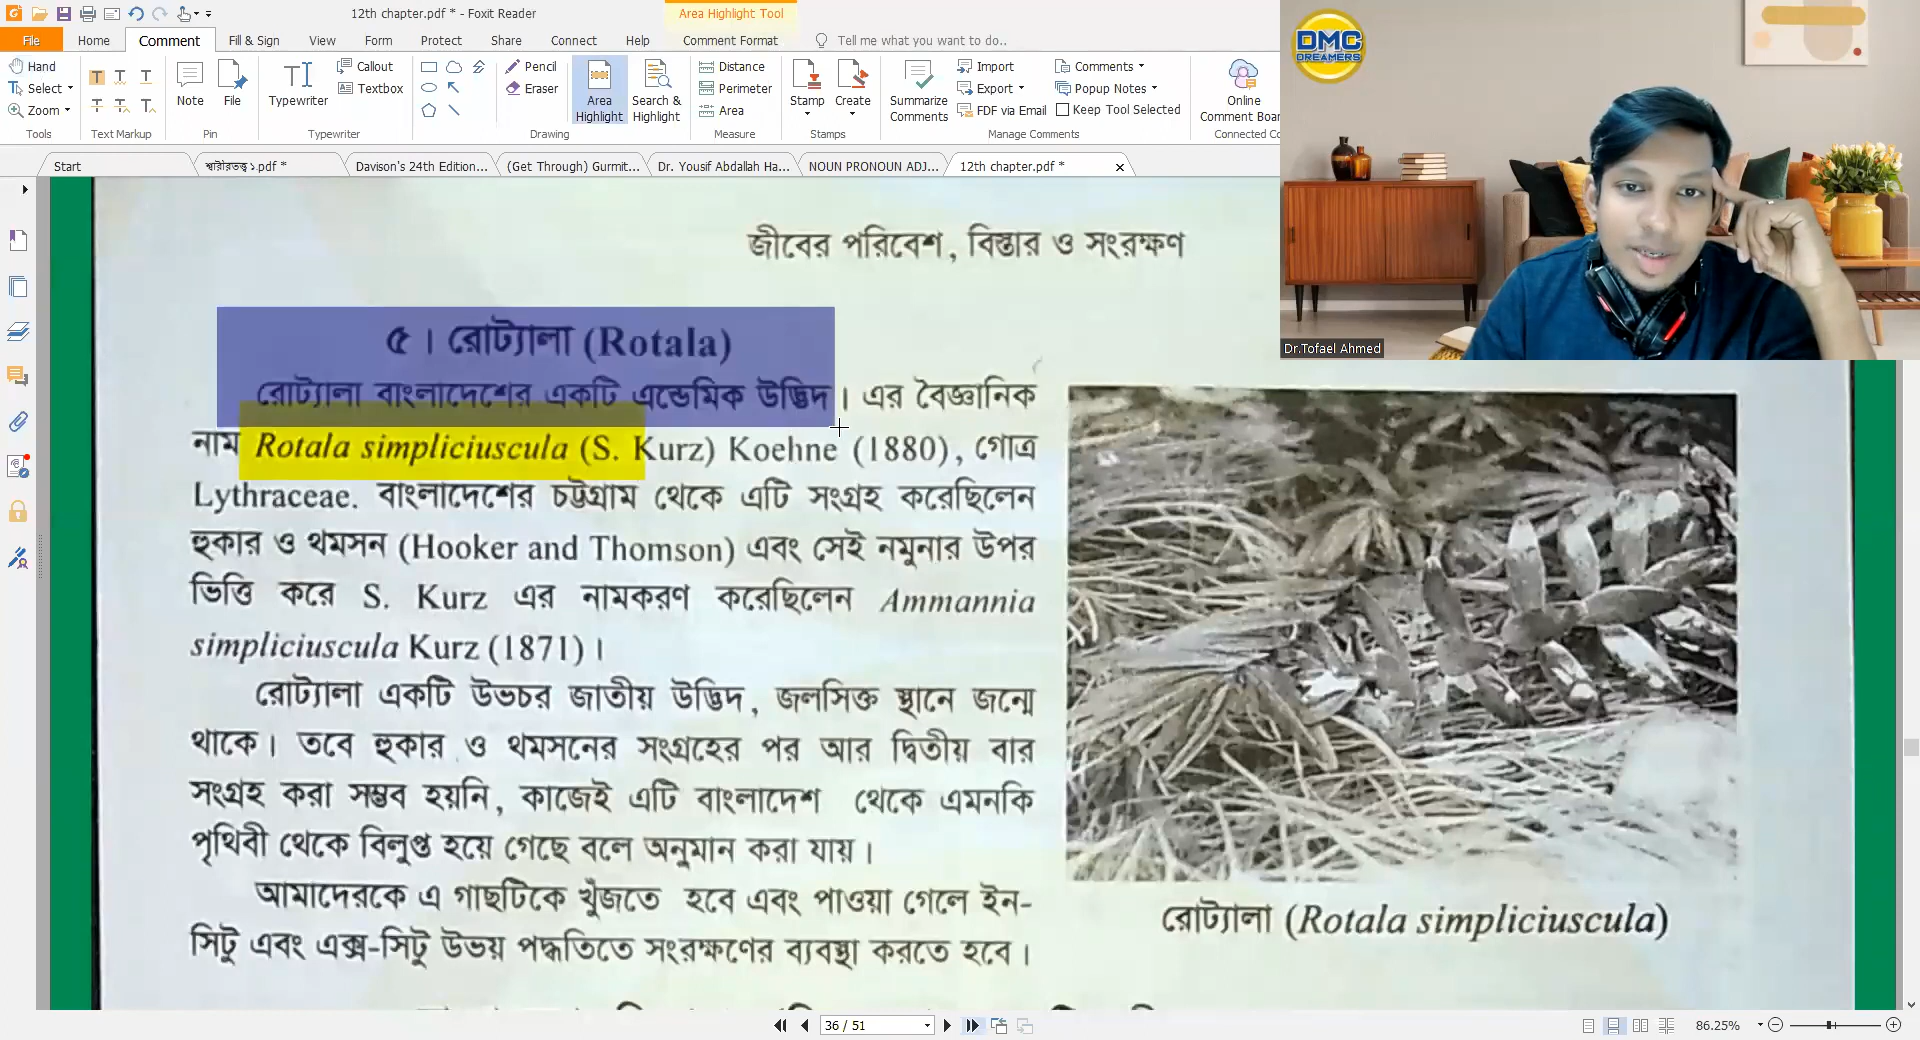 12th chapter.pdf * - Foxit Reader
Area Highlight Tool
File Home Comment Fill & Sign View Form Protect Share Connect Help Comment Format Tell me what you want to do..
Hand
Select
Zoom
Tools
Text Markup
Note
File
Pin
Typewriter
Callout
Textbox
Typewriter
Pencil
Eraser
Area Highlight
Search & Highlight
Drawing
Distance
Perimeter
Area
Measure
Stamp
Create
Stamps
Summarize Comments
Import
Export
FDF via Email
Comments
Popup Notes
Keep Tool Selected
Manage Comments
Online
Comment Boar
Connected Co
Start
শ্বারীরতত্ত্ব ১.pdf *
Davison's 24th Edition...
(Get Through) Gurmit...
Dr. Yousif Abdallah Ha...
NOUN PRONOUN ADJ...
12th chapter.pdf *
DMC
DREAMERS
Dr.Tofael Ahmed
জীবের পরিবেশ, বিস্তার ও সংরক্ষণ
৫। রোট্যালা (Rotala)
রোট্যালা বাংলাদেশের একটি এন্ডেমিক উদ্ভিদ। এর বৈজ্ঞানিক
নাম Rotala simpliciuscula (S. Kurz) Koehne (1880), গোত্র
Lythraceae. বাংলাদেশের চট্টগ্রাম থেকে এটি সংগ্রহ করেছিলেন
হুকার ও থমসন (Hooker and Thomson) এবং সেই নমুনার উপর
ভিত্তি করে S. Kurz এর নামকরণ করেছিলেন Ammannia
simpliciuscula Kurz (1871)।
রোট্যালা একটি উভচর জাতীয় উদ্ভিদ, জলসিক্ত স্থানে জন্মে
থাকে। তবে হুকার ও থমসনের সংগ্রহের পর আর দ্বিতীয় বার
সংগ্রহ করা সম্ভব হয়নি, কাজেই এটি বাংলাদেশ থেকে এমনকি
পৃথিবী থেকে বিলুপ্ত হয়ে গেছে বলে অনুমান করা যায়।
আমাদেরকে এ গাছটিকে খুঁজতে হবে এবং পাওয়া গেলে ইন-
সিটু এবং এক্স-সিটু উভয় পদ্ধতিতে সংরক্ষণের ব্যবস্থা করতে হবে।
রোট্যালা (Rotala simpliciuscula)
36 / 51
86.25%